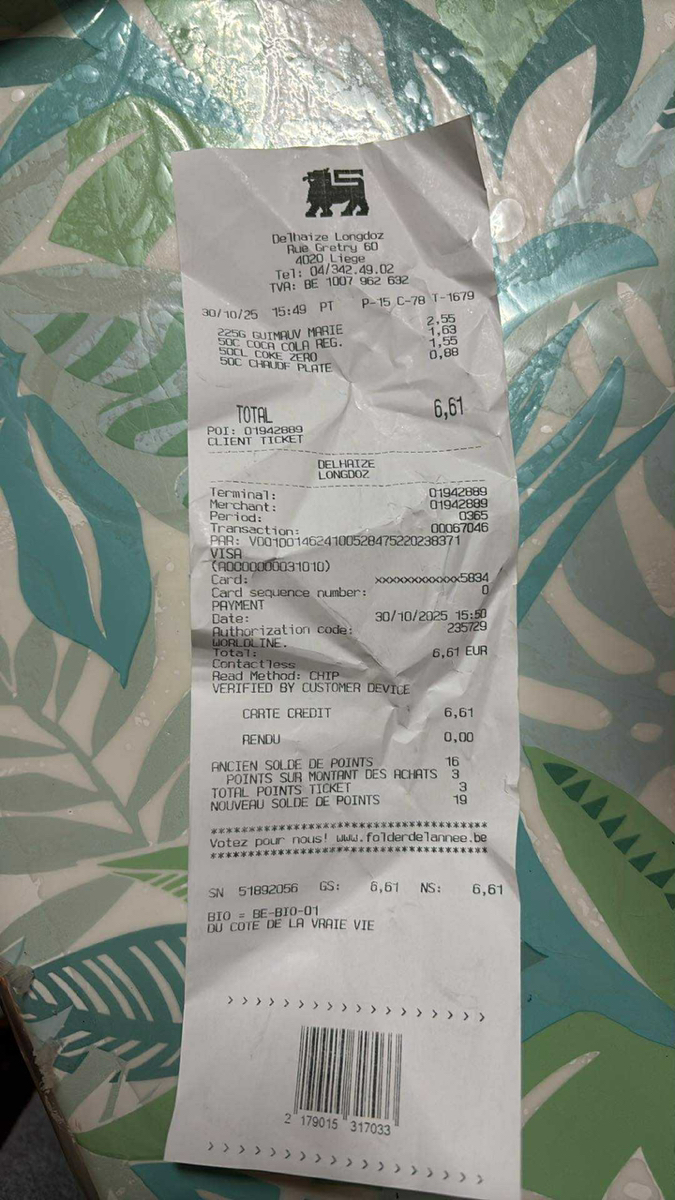 Delhaize Longdoz
Rue Gretry 60
4020 Liege
Tel: 04/342.49.02
TVA: BE 1007 962 632
30/10/25 15:49 PT P-15 C-78 T-1679
225G GUIMAUV MARIE 2,55
50C COCA COLA REG. 1,63
50CL COKE ZERO 1,55
50C CHAUDF PLATE 0,88
TOTAL 6,61
POI: 01942889
CLIENT TICKET
DELHAIZE
LONGDOZ
Terminal: 01942889
Merchant: 01942889
Period: 0365
Transaction: 00067046
PAR: V0010014624100528475220238371
VISA
(A0000000031010)
Card: xxxxxxxxxxxx5834
Card sequence number: 0
PAYMENT
Date: 30/10/2025 15:50
Authorization code: 235729
WORLDLINE.
Total: 6,61 EUR
Contactless
Read Method: CHIP
VERIFIED BY CUSTOMER DEVICE
CARTE CREDIT 6,61
RENDU 0,00
ANCIEN SOLDE DE POINTS 16
POINTS SUR MONTANT DES ACHATS 3
TOTAL POINTS TICKET 3
NOUVEAU SOLDE DE POINTS 19
****************************************
Votez pour nous! www.folderdelannee.be
****************************************
SN 51892056 GS: 6,61 NS: 6,61
BIO = BE-BIO-01
DU COTE DE LA VRAIE VIE
2 179015 317033